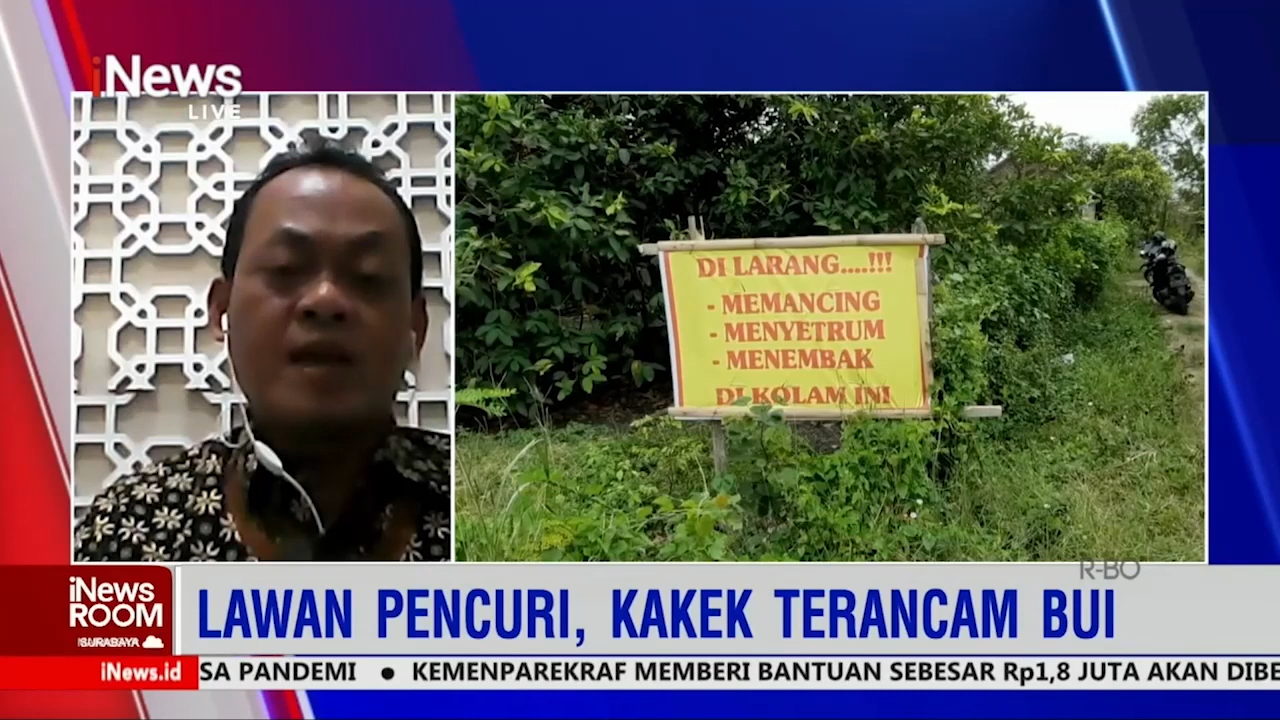 iNews
LIVE
DI LARANG....!!!
- MEMANCING
- MENYETRUM
- MENEMBAK
DI KOLAM INI
R-BO
iNews
ROOM
SURABAYA
LAWAN PENCURI, KAKEK TERANCAM BUI
iNews.id
SA PANDEMI ● KEMENPAREKRAF MEMBERI BANTUAN SEBESAR Rp1,8 JUTA AKAN DIBE